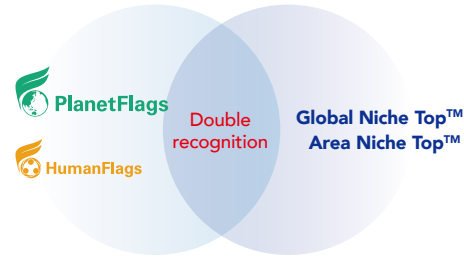 PlanetFlags
HumanFlags
Double
recognition
Global Niche Top™
Area Niche Top™